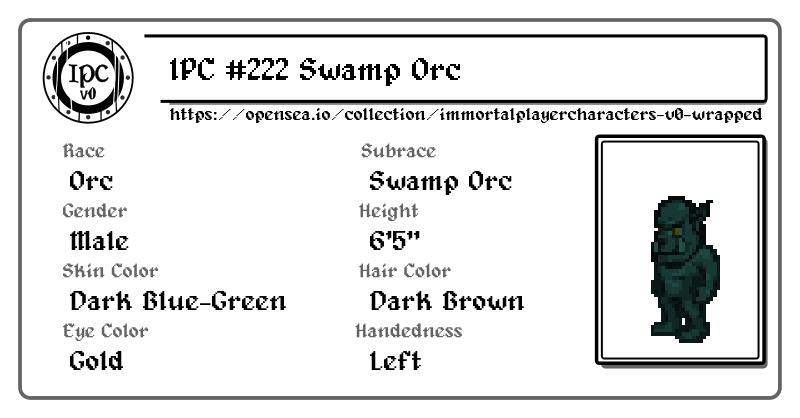 IPC
v0
IPC #222 Swamp Orc
https://opensea.io/collection/immortalplayercharacters-v0-wrapped
Race
Subrace
Orc
Swamp Orc
Gender
Height
Male
6'5"
Skin Color
Hair Color
Dark Blue-Green
Dark Brown
Eye Color
Handedness
Gold
Left